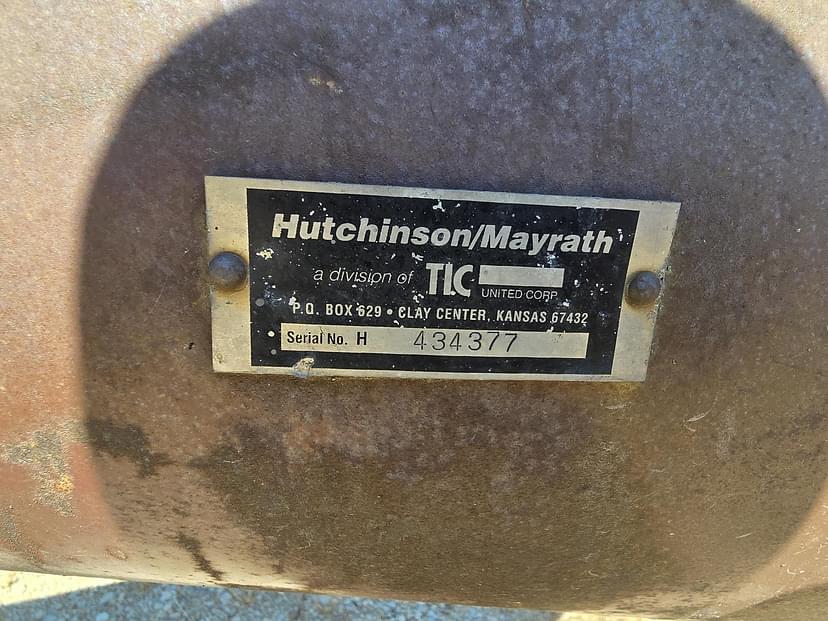 Hutchinson/Mayrath
a division of TLC
UNITED CORP.
P.O. BOX 629 • CLAY CENTER, KANSAS 67432
Serial No. H 434377